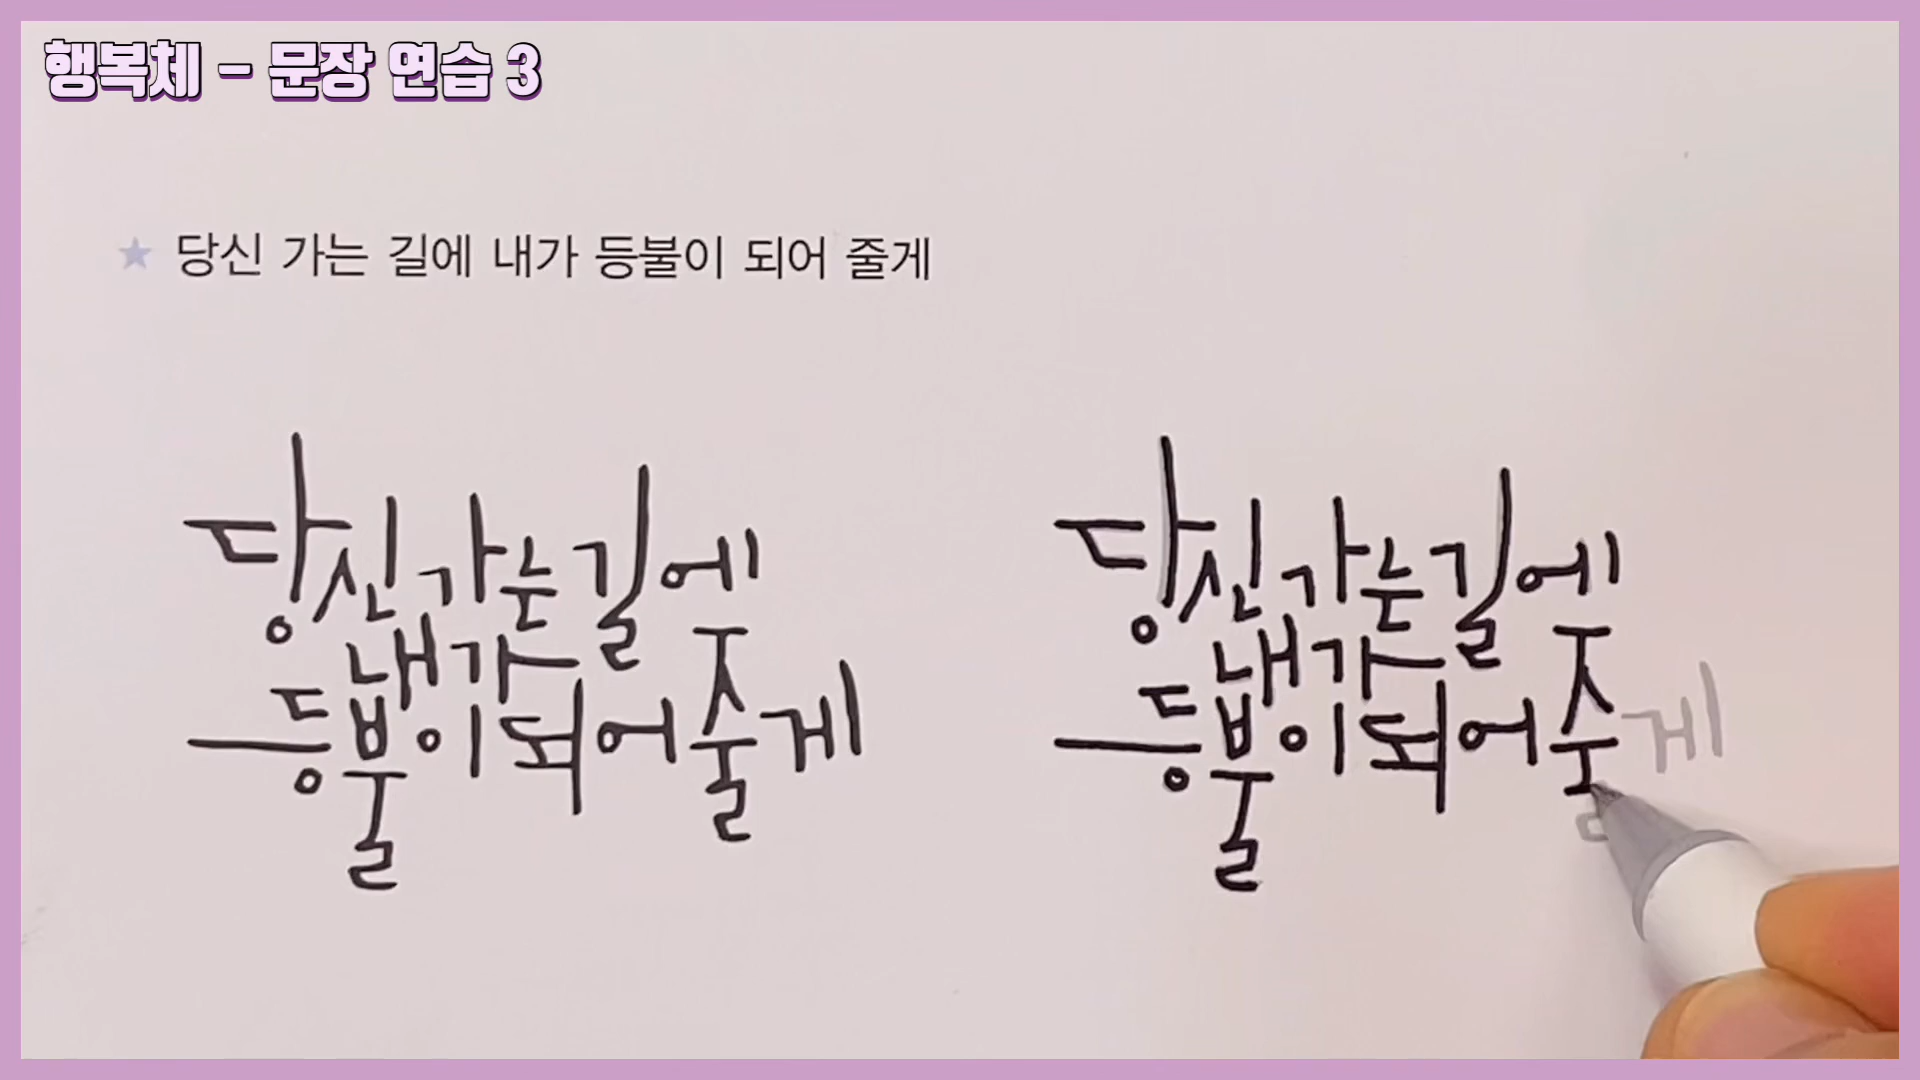 행복체 - 문장 연습 3
★ 당신 가는 길에 내가 등불이 되어 줄게
당신 가는 길에
내가
등불이 되어 줄게
당신 가는 길에
내가
등불이 되어 줄게